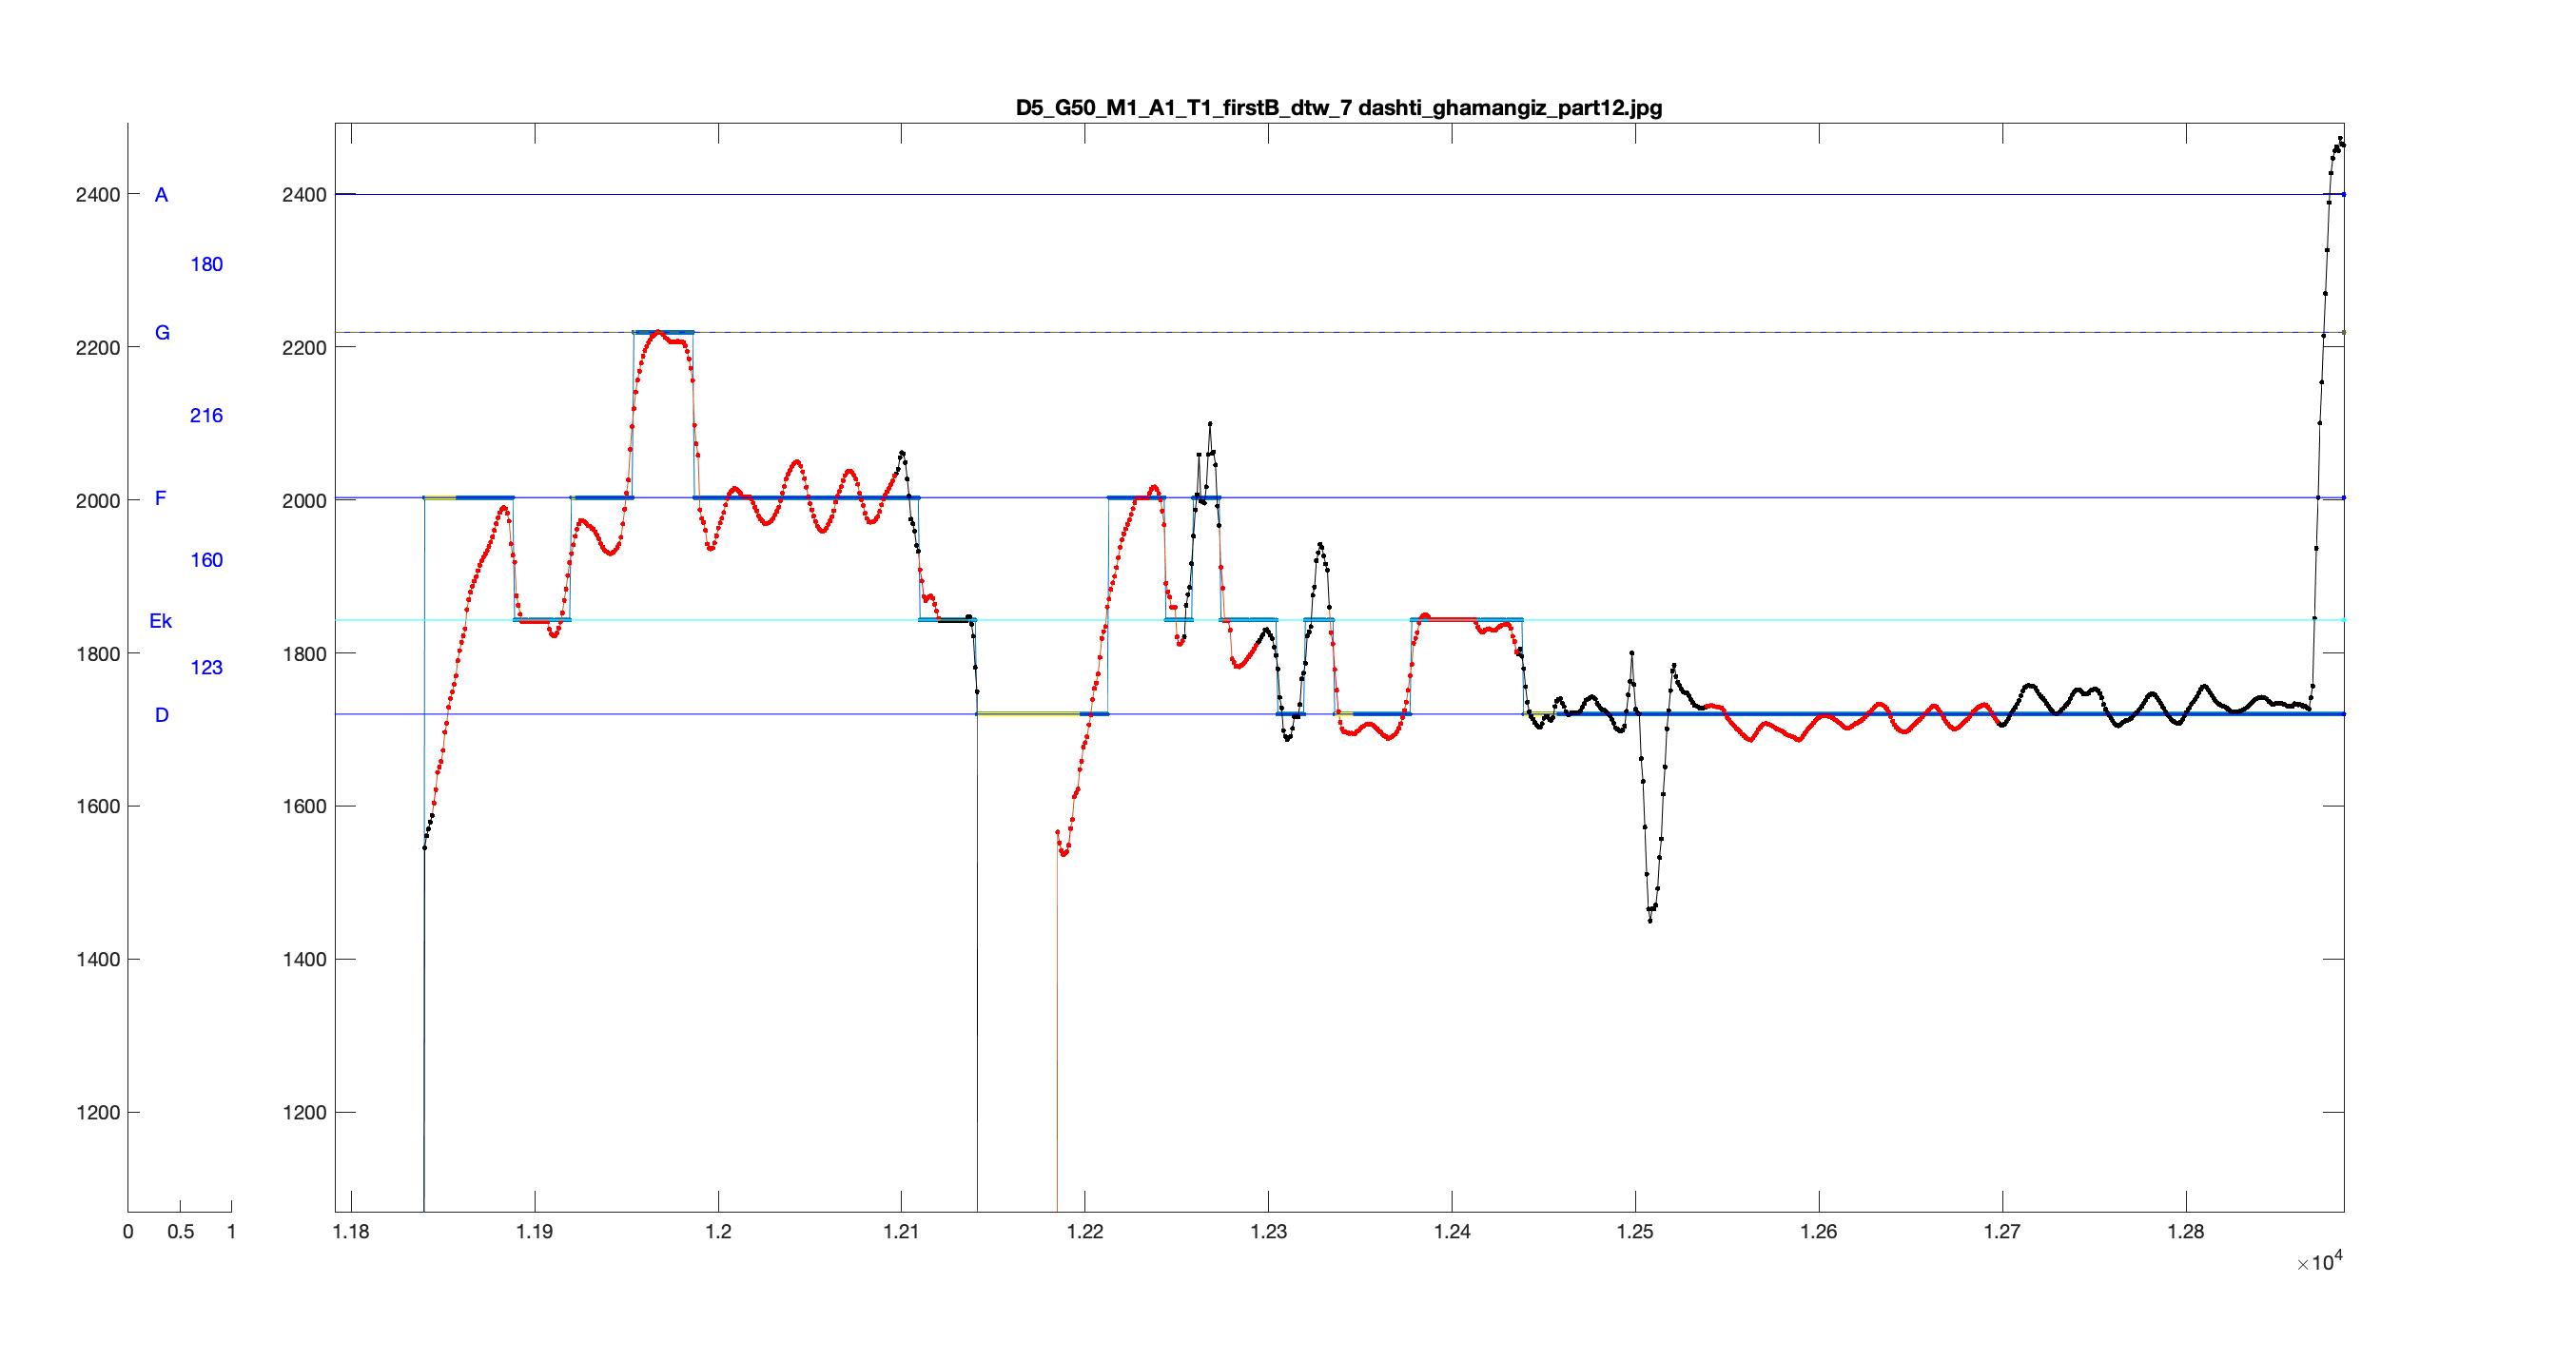 D5_G50_M1_A1_T1_firstB_dtw_7 dashti_ghamangiz_part12.jpg
2400 A 2400
180
G
2200 2200
216
2000 F 2000
160
Ek
1800 1800
123
D
1600 1600
1400 1400
1200 1200
0 0.5 1 1.18 1.19 1.2 1.21 1.22 1.23 1.24 1.25 1.26 1.27 1.28
×10^4